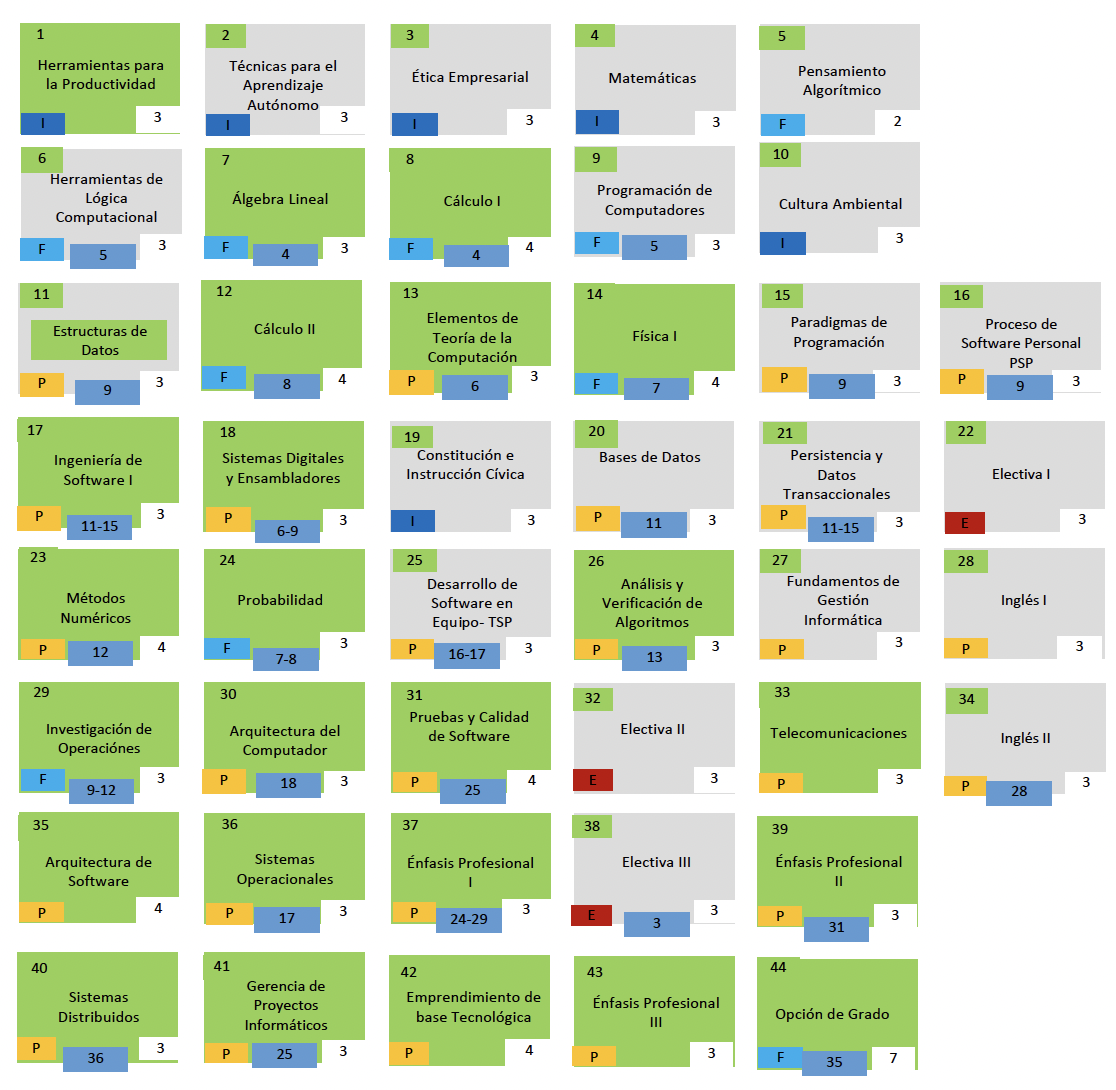 1
Herramientas para
la Productividad
I
3
2
Técnicas para el
Aprendizaje
Autónomo
I
3
3
Ética Empresarial
I
3
4
Matemáticas
I
3
5
Pensamiento
Algorítmico
F
2
6
Herramientas de
Lógica
Computacional
F
5
3
7
Álgebra Lineal
F
4
3
8
Cálculo I
F
4
4
9
Programación de
Computadores
F
5
3
10
Cultura Ambiental
I
3
11
Estructuras de
Datos
P
9
3
12
Cálculo II
F
8
4
13
Elementos de
Teoría de la
Computación
P
6
3
14
Física I
F
7
4
15
Paradigmas de
Programación
P
9
3
16
Proceso de
Software Personal
PSP
P
9
3
17
Ingeniería de
Software I
P
11-15
3
18
Sistemas Digitales
y Ensambladores
P
6-9
3
19
Constitución e
Instrucción Cívica
I
3
20
Bases de Datos
P
11
3
21
Persistencia y
Datos
Transaccionales
P
11-15
3
22
Electiva I
E
3
23
Métodos
Numéricos
P
12
4
24
Probabilidad
F
7-8
3
25
Desarrollo de
Software en
Equipo- TSP
P
16-17
3
26
Análisis y
Verificación de
Algoritmos
P
13
3
27
Fundamentos de
Gestión
Informática
P
3
28
Inglés I
P
3
29
Investigación de
Operaciónes
F
9-12
3
30
Arquitectura del
Computador
P
18
3
31
Pruebas y Calidad
de Software
P
25
4
32
Electiva II
E
3
33
Telecomunicaciones
P
3
34
Inglés II
P
28
3
35
Arquitectura de
Software
P
4
36
Sistemas
Operacionales
P
17
3
37
Énfasis Profesional
I
P
24-29
3
38
Electiva III
E
3
3
39
Énfasis Profesional
II
P
31
3
40
Sistemas
Distribuidos
P
36
3
41
Gerencia de
Proyectos
Informáticos
P
25
3
42
Emprendimiento de
base Tecnológica
P
4
43
Énfasis Profesional
III
P
3
44
Opción de Grado
F
35
7